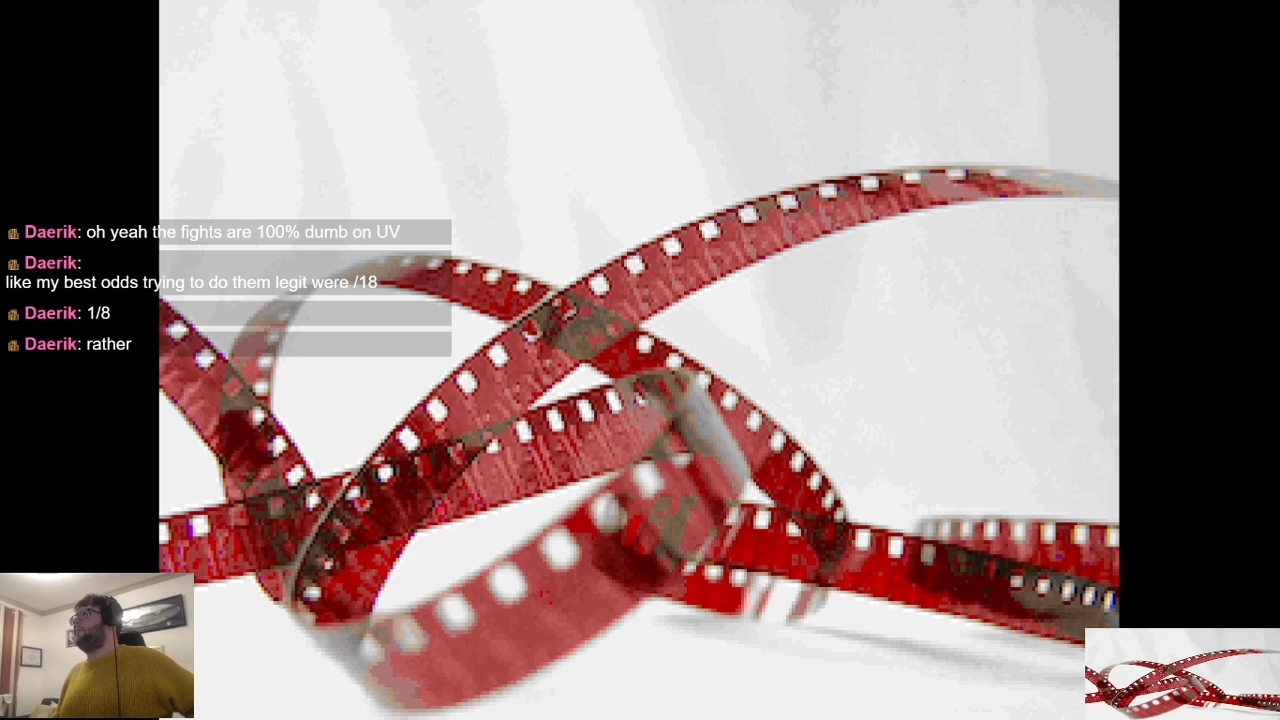 Daerik: oh yeah the fights are 100% dumb on UV
Daerik:
like my best odds trying to do them legit were /18
Daerik: 1/8
Daerik: rather